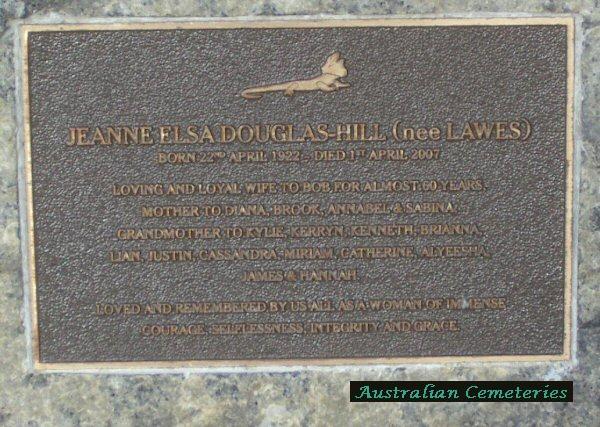 JEANNE ELSA DOUGLAS-HILL (nee LAWES)
BORN 22ND APRIL 1922 - DIED 1ST APRIL 2007
LOVING AND LOYAL WIFE TO BOB FOR ALMOST 60 YEARS,
MOTHER TO DIANA, BROOK, ANNABEL & SABINA,
GRANDMOTHER TO KYLIE, KERRYN, KENNETH, BRIANNA,
LIAN, JUSTIN, CASSANDRA, MIRIAM, CATHERINE, ALYEESHA,
JAMES & HANNAH
LOVED AND REMEMBERED BY US ALL AS A WOMAN OF IMMENSE
COURAGE, SELFLESSNESS, INTEGRITY AND GRACE.
Australian Cemeteries